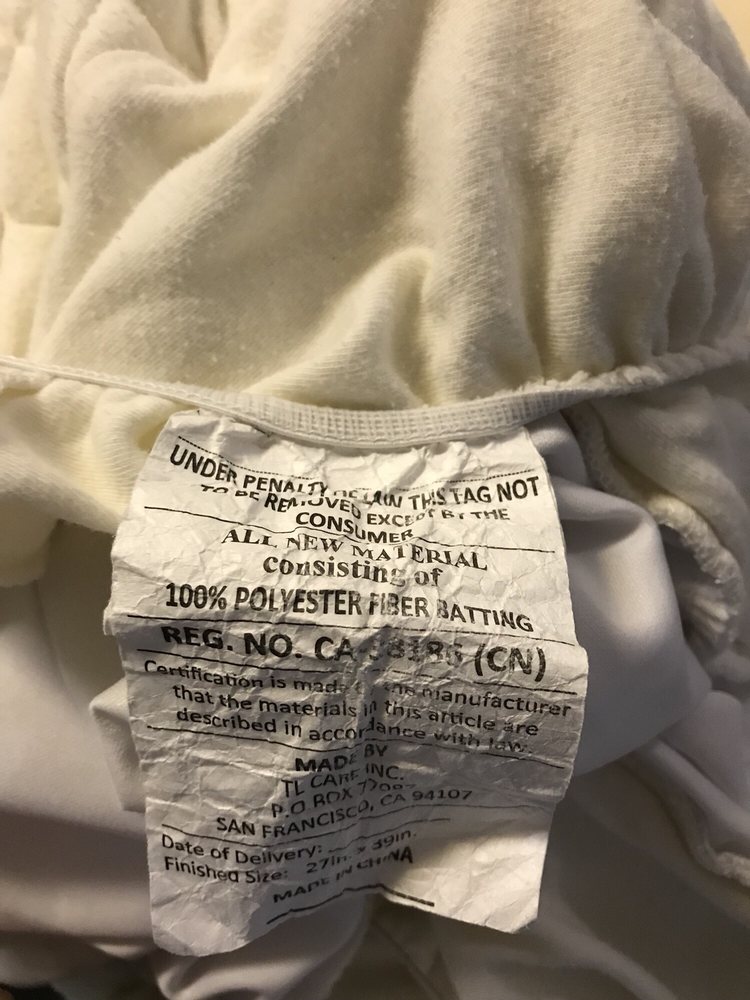 UNDER PENALTY OF LAW THIS TAG NOT
TO BE REMOVED EXCEPT BY THE
CONSUMER
ALL NEW MATERIAL
consisting of
100% POLYESTER FIBER BATTING
REG. NO. (CN)
Certification is made the manufacturer
that the materials in this article are
described in accordance with law.
MADE BY
TL CARE INC.
P.O BOX
SAN FRANCISCO, CA 94107
Date of Delivery:
Finished Size: 27in. x 39in.
MADE IN CHINA